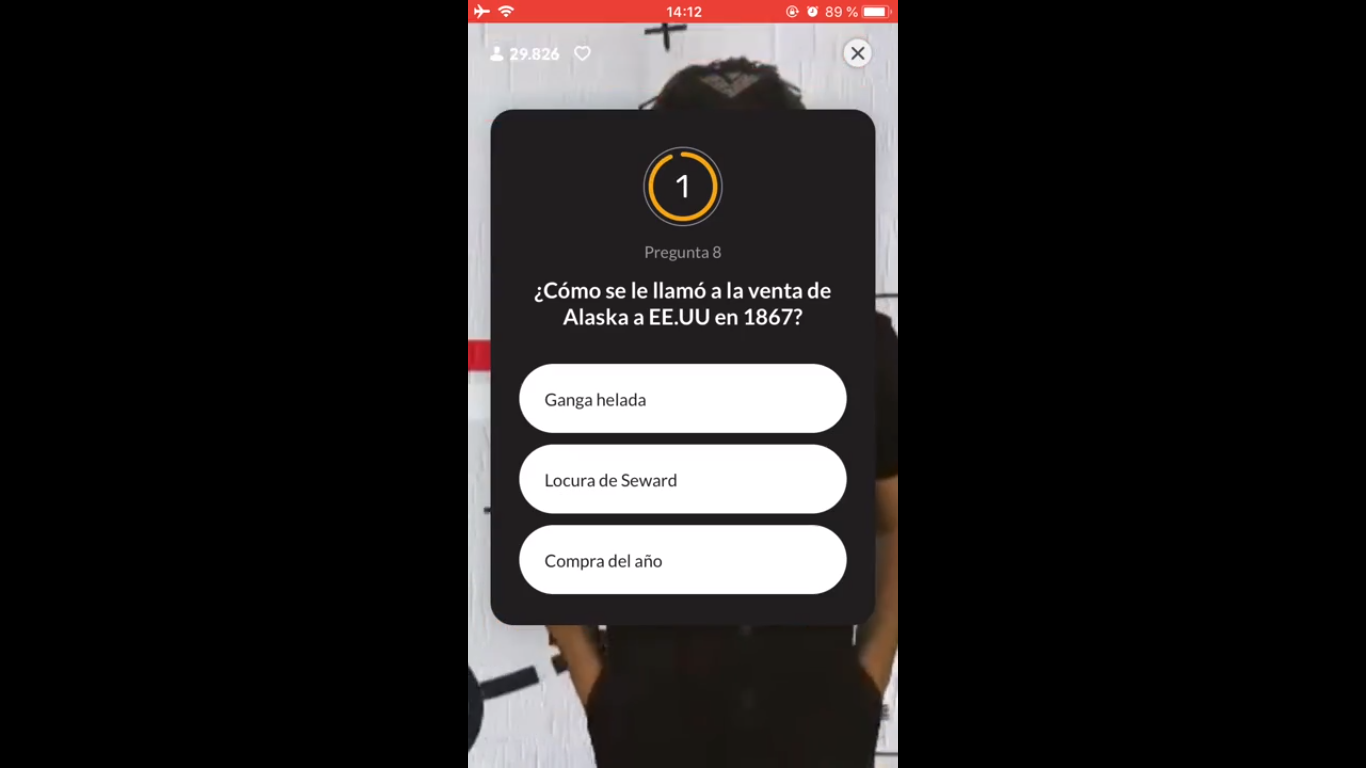 14:12
89 %
29.826
1
Pregunta 8
¿Cómo se le llamó a la venta de
Alaska a EE.UU en 1867?
Ganga helada
Locura de Seward
Compra del año